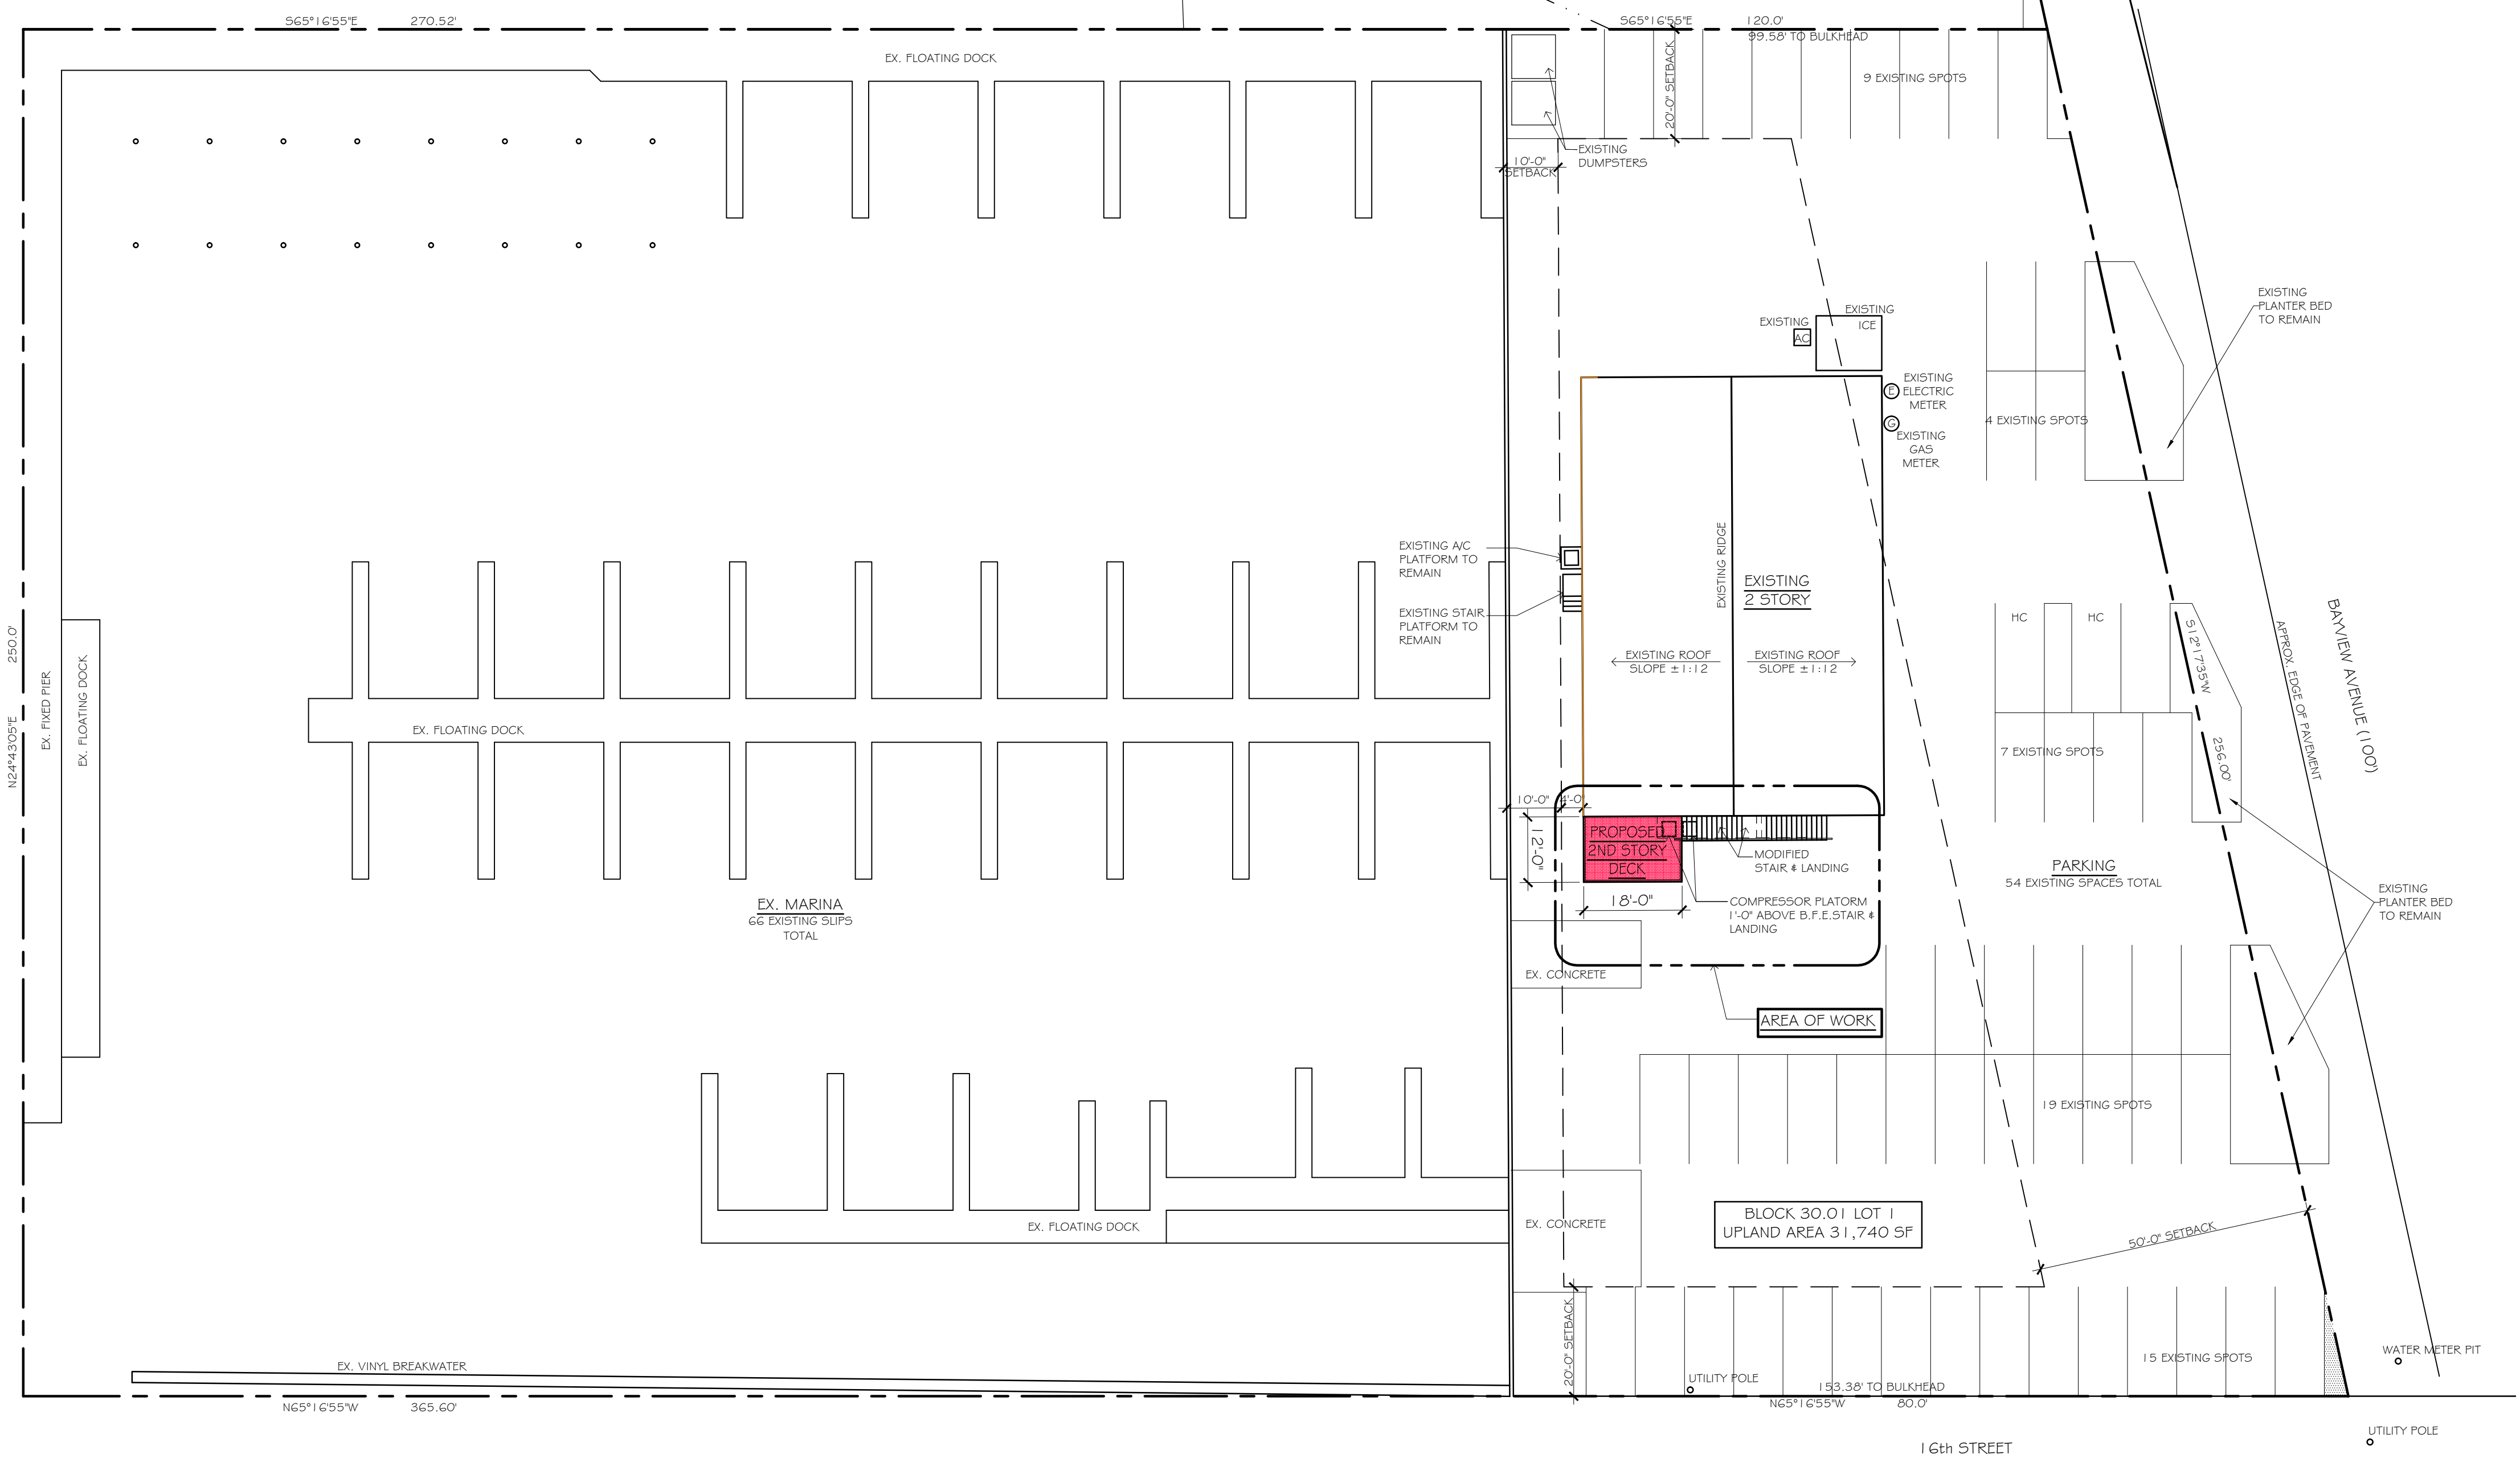 S65°16'55"E 270.52'
S65°16'55"E 120.0'
99.58' TO BULKHEAD
EX. FLOATING DOCK
20'-0" SETBACK
9 EXISTING SPOTS
EXISTING
DUMPSTERS
10'-0"
SETBACK
EXISTING
PLANTER BED
TO REMAIN
EXISTING
ICE
EXISTING
AC
EXISTING
ELECTRIC
METER
E
G
EXISTING
GAS
METER
4 EXISTING SPOTS
EXISTING A/C
PLATFORM TO
REMAIN
EXISTING STAIR
PLATFORM TO
REMAIN
EXISTING RIDGE
EXISTING
2 STORY
EXISTING ROOF
SLOPE ±1:12
EXISTING ROOF
SLOPE ±1:12
HC
HC
S12°17'35"W 256.00'
APPROX. EDGE OF PAVEMENT
BAYVIEW AVENUE (100')
7 EXISTING SPOTS
N24°43'05"E 250.0'
EX. FIXED PIER
EX. FLOATING DOCK
EX. FLOATING DOCK
10'-0"
4'-0"
12'-0"
PROPOSED
2ND STORY
DECK
18'-0"
MODIFIED
STAIR & LANDING
COMPRESSOR PLATORM
1'-0" ABOVE B.F.E.STAIR &
LANDING
PARKING
54 EXISTING SPACES TOTAL
EXISTING
PLANTER BED
TO REMAIN
EX. MARINA
66 EXISTING SLIPS
TOTAL
EX. CONCRETE
AREA OF WORK
19 EXISTING SPOTS
EX. FLOATING DOCK
EX. CONCRETE
BLOCK 30.01 LOT 1
UPLAND AREA 31,740 SF
50'-0" SETBACK
20'-0" SETBACK
EX. VINYL BREAKWATER
15 EXISTING SPOTS
WATER METER PIT
UTILITY POLE
153.38' TO BULKHEAD
N65°16'55"W 365.60'
N65°16'55"W 80.0'
UTILITY POLE
16th STREET